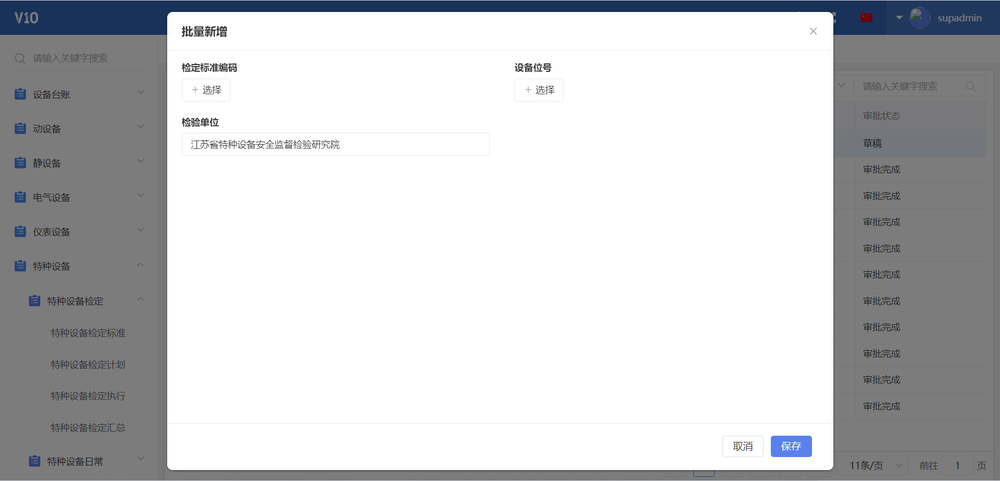 V10
supadmin
批量新增
请输入关键字搜索
检定标准编码
设备位号
+ 选择
+ 选择
检验单位
江苏省特种设备安全监督检验研究院
设备台账
动设备
静设备
电气设备
仪表设备
特种设备
特种设备检定
特种设备检定标准
特种设备检定计划
特种设备检定执行
特种设备检定汇总
特种设备日常
请输入关键字搜索
审批状态
草稿
审批完成
审批完成
审批完成
审批完成
审批完成
审批完成
审批完成
审批完成
审批完成
审批完成
取消
保存
11条/页
前往 1 页